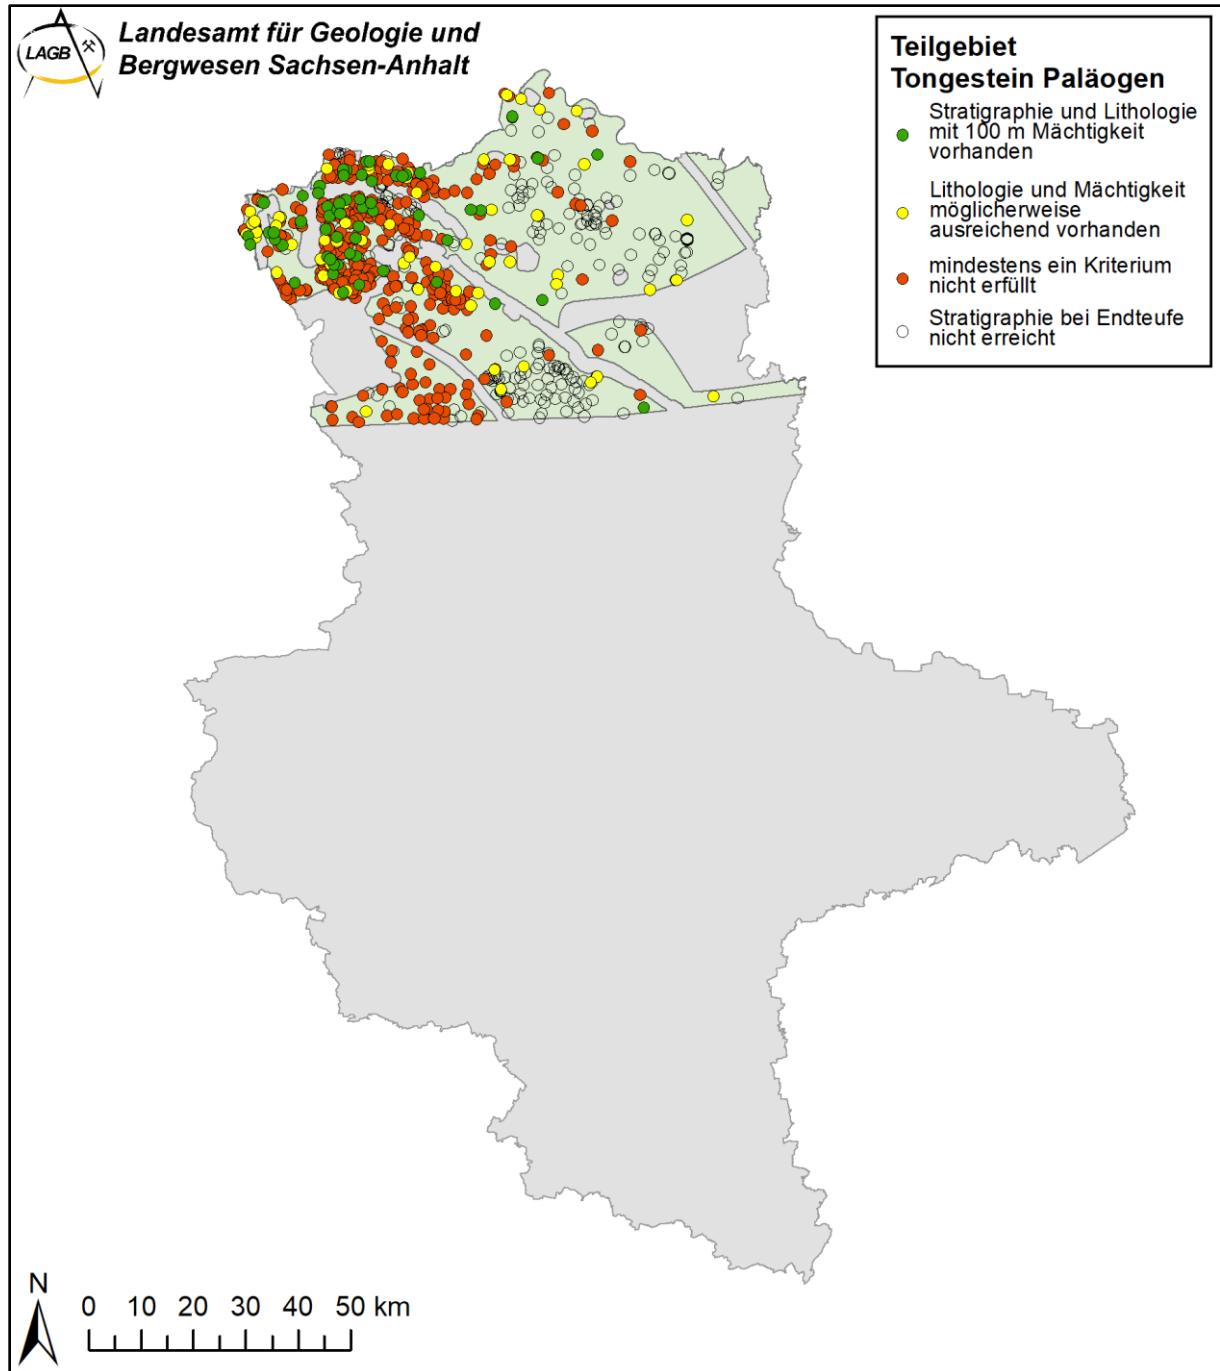 LAGB
Landesamt für Geologie und
Bergwesen Sachsen-Anhalt
Teilgebiet
Tongestein Paläogen
Stratigraphie und Lithologie
mit 100 m Mächtigkeit
vorhanden
Lithologie und Mächtigkeit
möglicherweise
ausreichend vorhanden
mindestens ein Kriterium
nicht erfüllt
Stratigraphie bei Endteufe
nicht erreicht
N
0 10 20 30 40 50 km